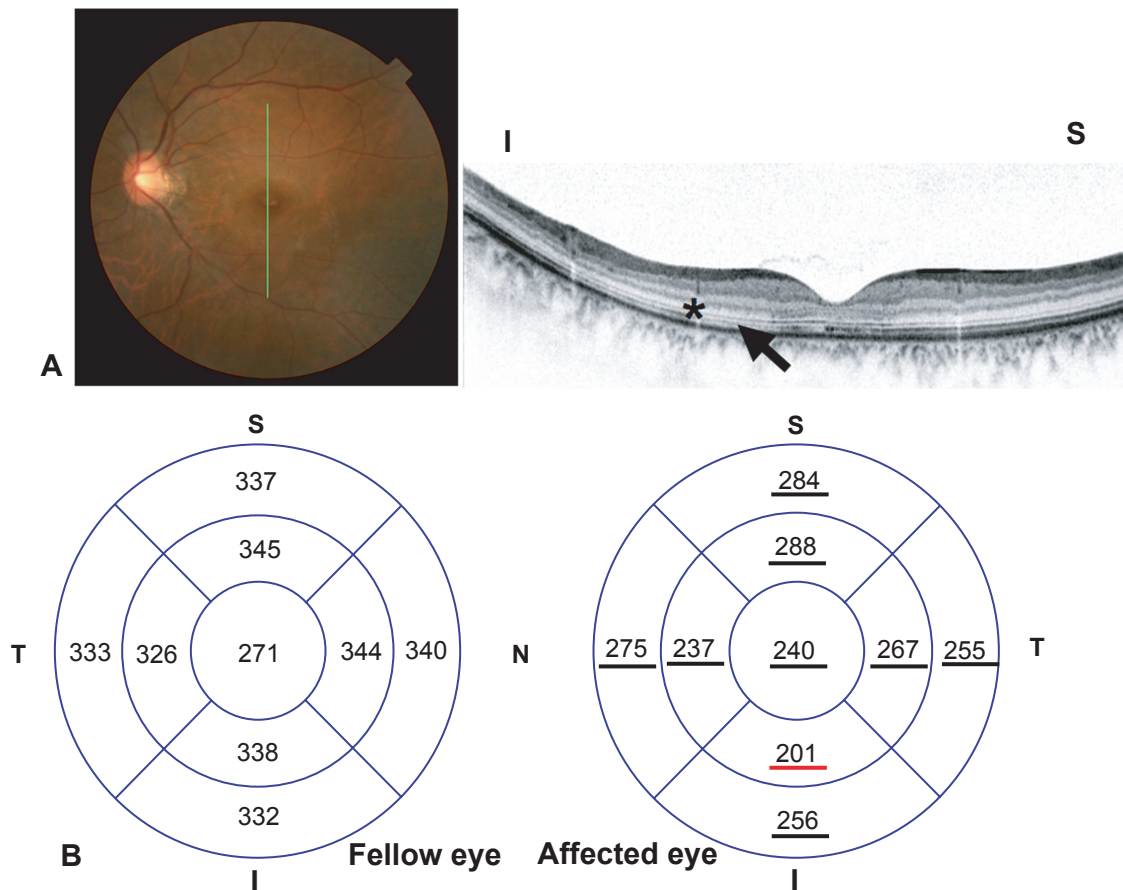 I S
*
A
S S
337 284
345 288
T 333 326 271 344 340 N 275 237 240 267 255 T
338 201
332 256
B Fellow eye Affected eye
I I